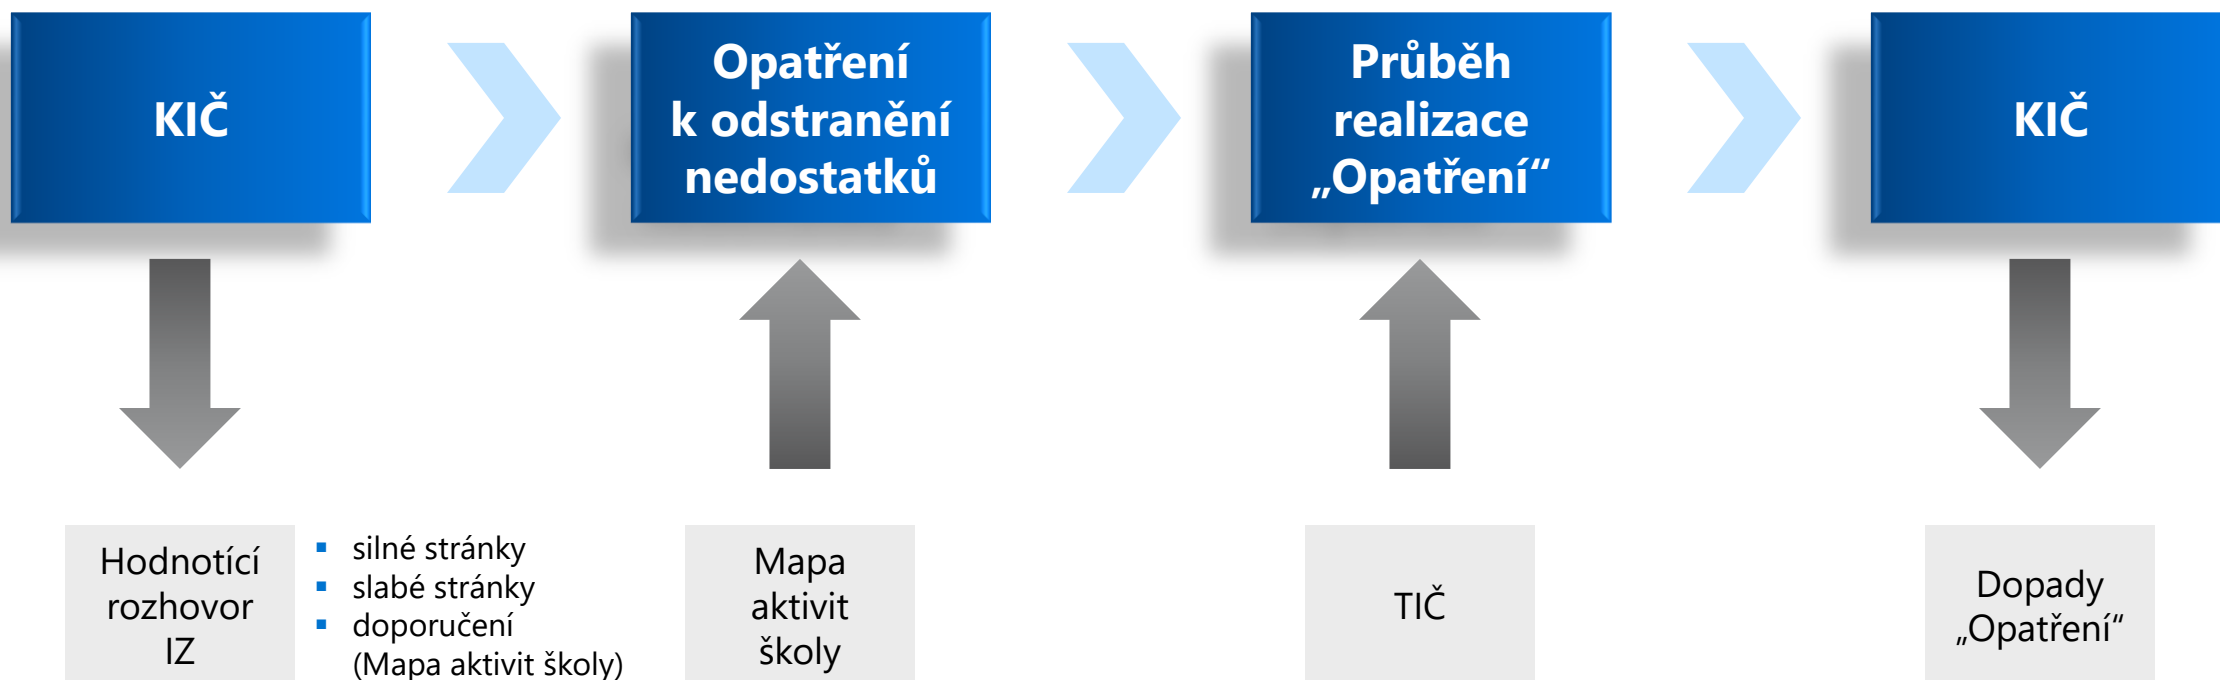 KIČ
Opatření
k odstranění
nedostatků
Průběh
realizace
„Opatření“
KIČ
Hodnotící
rozhovor
IZ
▪ silné stránky
▪ slabé stránky
▪ doporučení
(Mapa aktivit školy)
Mapa
aktivit
školy
TIČ
Dopady
„Opatření“